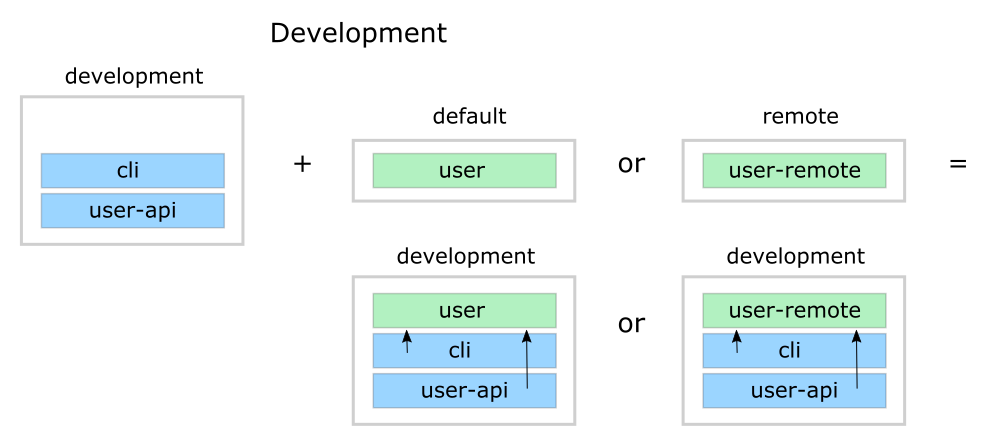 Development
development
cli
user-api
+
default
user
or
remote
user-remote
=
development
user
cli
user-api
or
development
user-remote
cli
user-api